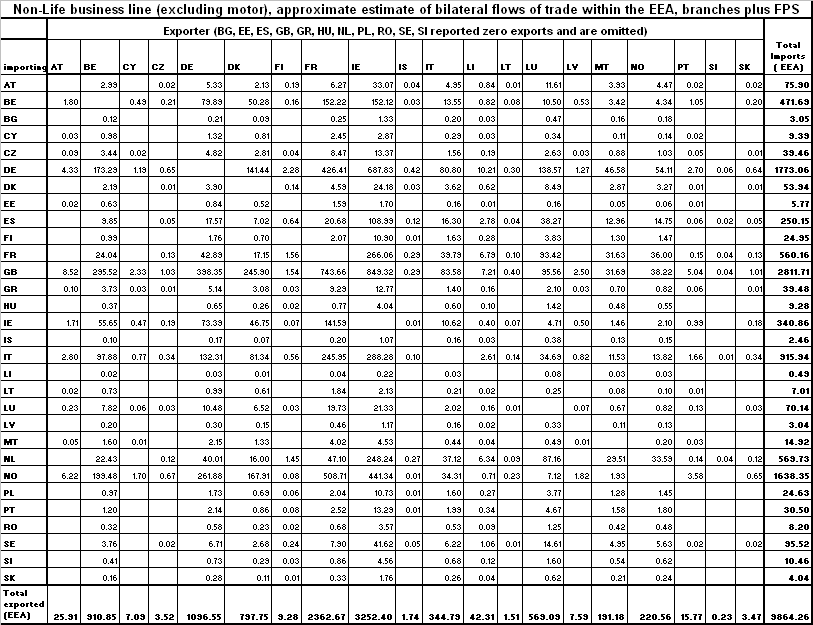 Non-Life business line (excluding motor), approximate estimate of bilateral flows of trade within the EEA, branches plus FPS
Exporter (BG, EE, ES, GB, GR, HU, NL, PL, RO, SE, SI reported zero exports and are omitted)
importing AT BE CY CZ DE DK FI FR IE IS IT LI LT LU LV MT NO PT SI SK Total Imports (EEA)
AT 2.99 0.02 5.33 2.13 0.19 6.27 33.07 0.04 4.95 0.84 0.01 11.61 3.93 4.47 0.02 0.02 75.90
BE 1.80 0.49 0.21 79.89 50.28 0.16 152.22 152.12 0.03 13.55 0.82 0.08 10.50 0.53 3.42 4.34 1.05 0.20 471.69
BG 0.12 0.21 0.09 0.25 1.33 0.20 0.03 0.47 0.16 0.18 3.05
CY 0.03 0.98 1.32 0.81 2.45 2.87 0.29 0.03 0.34 0.11 0.14 0.02 9.39
CZ 0.09 3.44 0.02 4.82 2.81 0.04 8.47 13.37 1.56 0.19 2.63 0.03 0.88 1.03 0.05 0.01 39.46
DE 4.33 173.29 1.19 0.65 141.44 2.28 426.41 687.83 0.42 80.80 10.21 0.30 138.57 1.27 46.58 54.11 2.70 0.06 0.64 1773.06
DK 2.19 0.01 3.90 0.14 4.59 24.18 0.03 3.62 0.62 8.49 2.87 3.27 0.01 0.01 53.94
EE 0.02 0.63 0.84 0.52 1.59 1.70 0.16 0.01 0.16 0.05 0.06 0.01 5.77
ES 9.85 0.05 17.57 7.02 0.64 20.68 108.99 0.12 16.30 2.78 0.04 38.27 12.96 14.75 0.06 0.02 0.05 250.15
FI 0.99 1.76 0.70 2.07 10.90 0.01 1.63 0.28 3.83 1.30 1.47 24.95
FR 24.04 0.13 42.89 17.15 1.56 266.06 0.29 39.79 6.79 0.10 93.42 31.63 36.00 0.15 0.04 0.13 560.16
GB 8.52 295.52 2.33 1.03 398.35 245.90 1.54 743.66 849.32 0.29 83.58 7.21 0.40 95.56 2.50 31.69 38.22 5.04 0.04 1.01 2811.71
GR 0.10 3.73 0.03 0.01 5.14 3.08 0.03 9.29 12.77 1.40 0.16 2.10 0.03 0.70 0.82 0.06 0.01 39.48
HU 0.37 0.65 0.26 0.02 0.77 4.04 0.60 0.10 1.42 0.48 0.55 9.28
IE 1.71 55.65 0.47 0.19 73.39 46.75 0.07 141.59 0.01 10.62 0.40 0.07 4.71 0.50 1.46 2.10 0.99 0.18 340.86
IS 0.10 0.17 0.07 0.20 1.07 0.16 0.03 0.38 0.13 0.15 2.46
IT 2.80 97.88 0.77 0.34 132.31 81.34 0.56 245.95 288.28 0.10 2.61 0.14 34.69 0.82 11.53 13.82 1.66 0.01 0.34 915.94
LI 0.02 0.03 0.01 0.04 0.22 0.03 0.08 0.03 0.03 0.49
LT 0.02 0.73 0.99 0.61 1.84 2.13 0.21 0.02 0.25 0.08 0.10 0.01 7.01
LU 0.23 7.82 0.06 0.03 10.48 6.52 0.03 19.73 21.33 2.02 0.16 0.01 0.07 0.67 0.82 0.13 0.03 70.14
LV 0.20 0.30 0.15 0.46 1.17 0.16 0.02 0.33 0.11 0.13 3.04
MT 0.05 1.60 0.01 2.15 1.33 4.02 4.53 0.44 0.04 0.49 0.01 0.20 0.03 14.92
NL 22.43 0.12 40.01 16.00 1.45 47.10 248.24 0.27 37.12 6.34 0.09 87.16 29.51 33.59 0.14 0.04 0.12 569.73
NO 6.22 199.48 1.70 0.67 261.88 167.91 0.08 508.71 441.34 0.01 34.31 0.71 0.23 7.12 1.82 1.93 3.58 0.65 1638.35
PL 0.97 1.73 0.69 0.06 2.04 10.73 0.01 1.60 0.27 3.77 1.28 1.45 24.63
PT 1.20 2.14 0.86 0.08 2.52 13.29 0.01 1.99 0.34 4.67 1.58 1.80 30.50
RO 0.32 0.58 0.23 0.02 0.68 3.57 0.53 0.09 1.25 0.42 0.48 8.20
SE 3.76 0.02 6.71 2.68 0.24 7.90 41.62 0.05 6.22 1.06 0.01 14.61 4.95 5.63 0.02 0.02 95.52
SI 0.41 0.73 0.29 0.03 0.86 4.56 0.68 0.12 1.60 0.54 0.62 10.46
SK 0.16 0.28 0.11 0.01 0.33 1.76 0.26 0.04 0.62 0.21 0.24 4.04
Total exported (EEA) 25.91 910.85 7.09 3.52 1096.55 797.75 9.28 2362.67 3252.40 1.74 344.79 42.31 1.51 569.09 7.59 191.18 220.56 15.77 0.23 3.47 9864.26